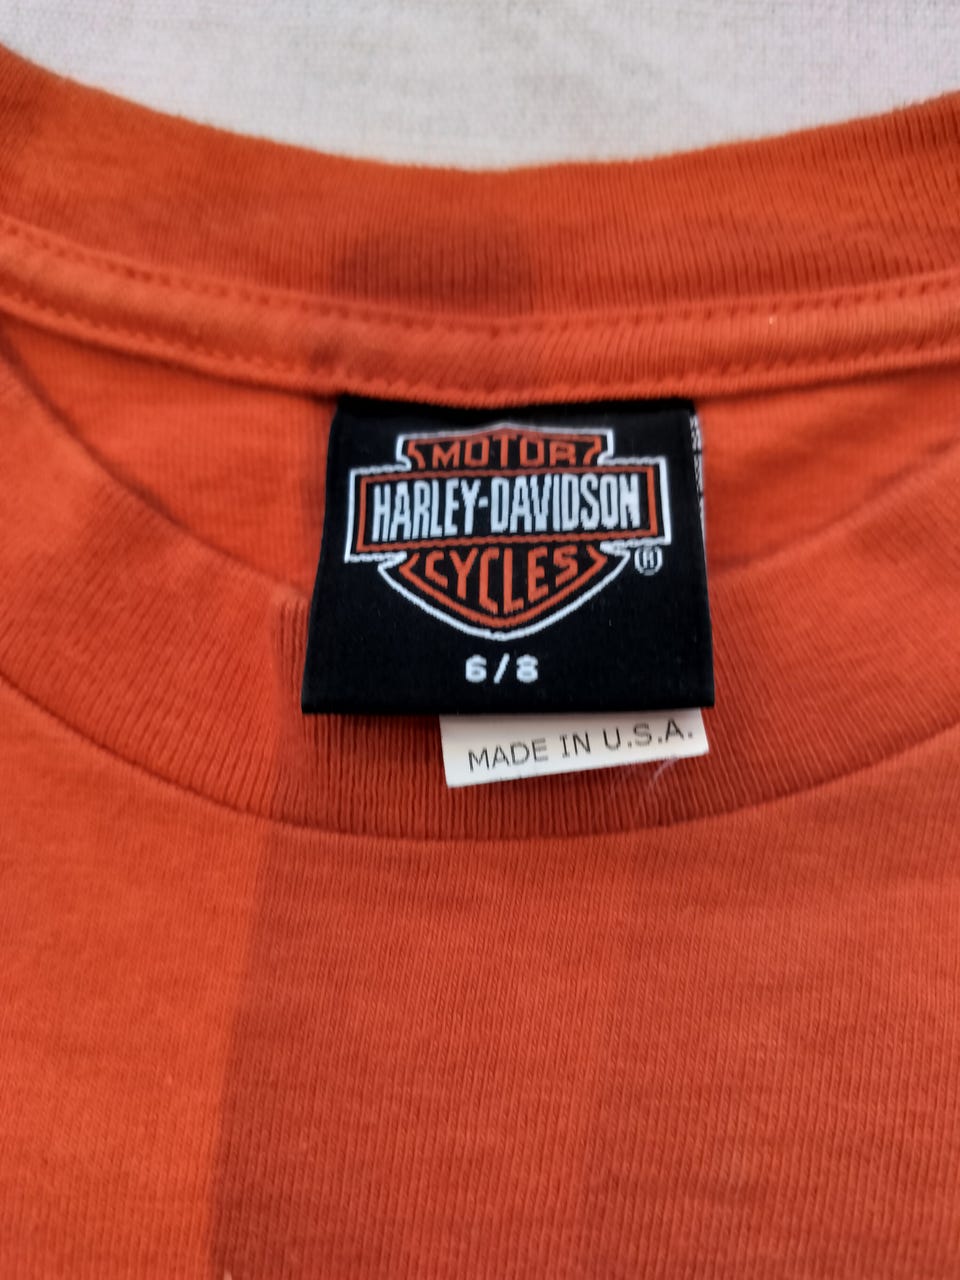 MOTOR
HARLEY-DAVIDSON
CYCLES
®
6/8
MADE IN U.S.A.